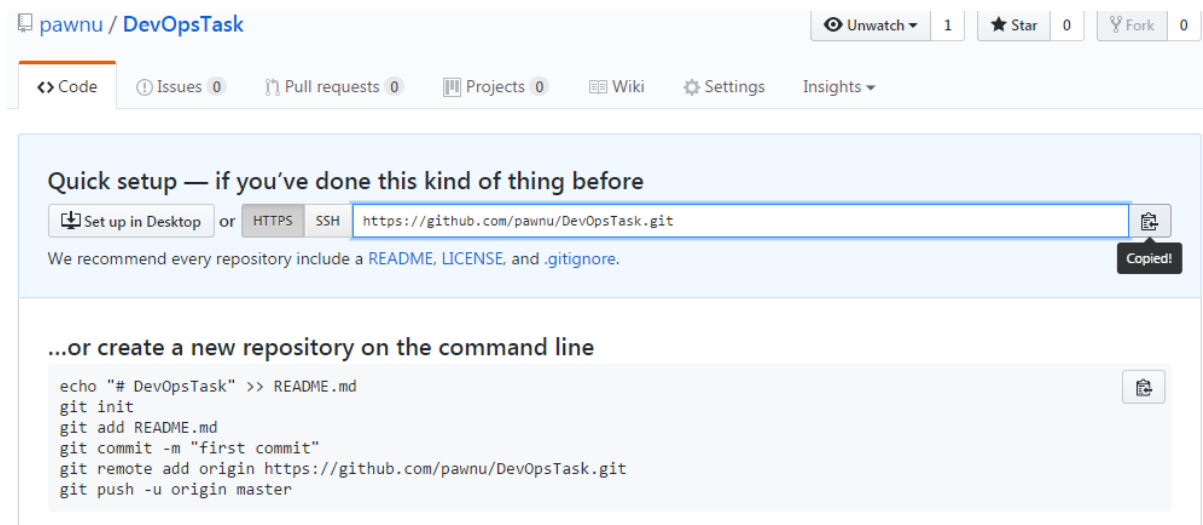 pawnu / DevOpsTask
Unwatch 1 Star 0 Fork 0
Code Issues 0 Pull requests 0 Projects 0 Wiki Settings Insights
Quick setup — if you’ve done this kind of thing before
Set up in Desktop or HTTPS SSH https://github.com/pawnu/DevOpsTask.git
We recommend every repository include a README, LICENSE, and .gitignore.
Copied!
…or create a new repository on the command line
echo "# DevOpsTask" >> README.md
git init
git add README.md
git commit -m "first commit"
git remote add origin https://github.com/pawnu/DevOpsTask.git
git push -u origin master